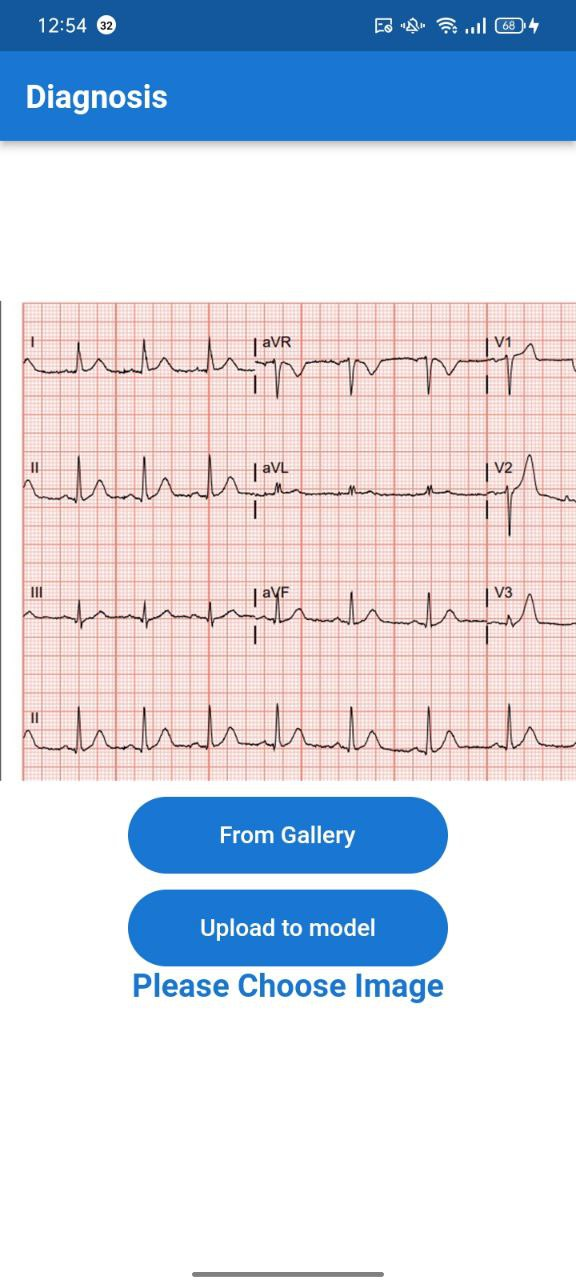 12:54 32 68
Diagnosis
I aVR V1
II aVL V2
III aVF V3
II
From Gallery
Upload to model
Please Choose Image